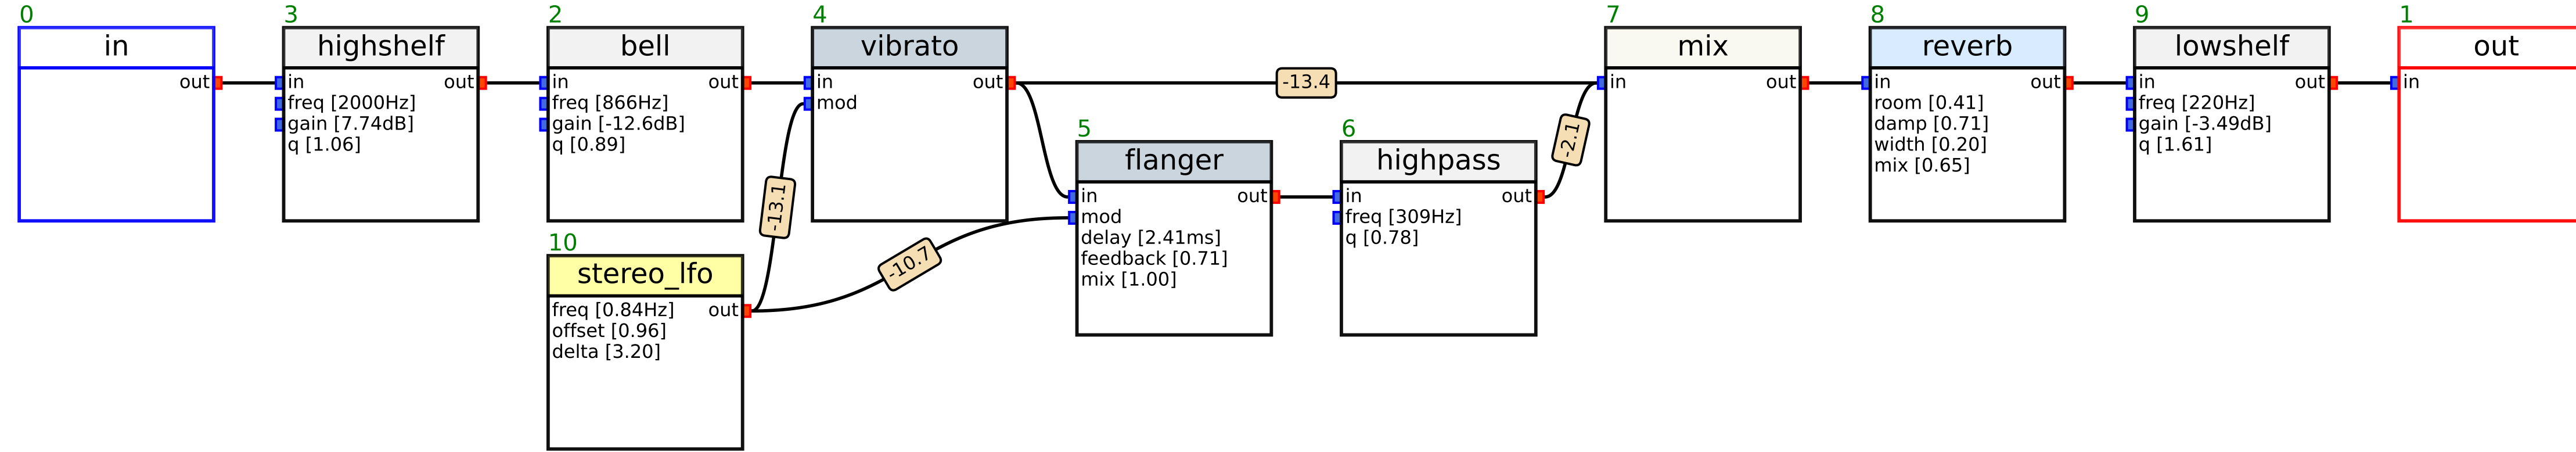 0
in
out
3
highshelf
in
out
freq [2000Hz]
gain [7.74dB]
q [1.06]
2
bell
in
out
freq [866Hz]
gain [-12.6dB]
q [0.89]
4
vibrato
in
out
mod
-13.4
-13.1
10
stereo_lfo
freq [0.84Hz]
out
offset [0.96]
delta [3.20]
-10.7
5
flanger
in
out
mod
delay [2.41ms]
feedback [0.71]
mix [1.00]
6
highpass
in
out
freq [309Hz]
q [0.78]
-2.1
7
mix
in
out
8
reverb
in
out
room [0.41]
damp [0.71]
width [0.20]
mix [0.65]
9
lowshelf
in
out
freq [220Hz]
gain [-3.49dB]
q [1.61]
1
out
in